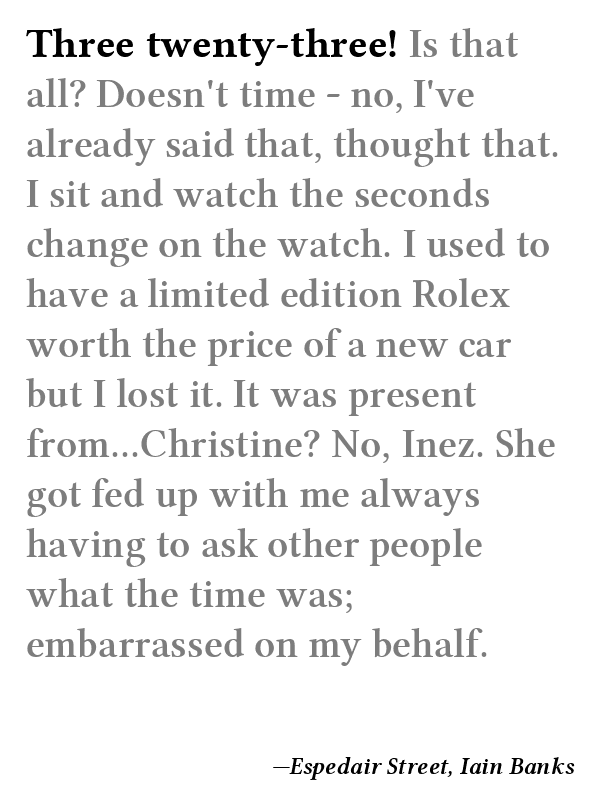 Three twenty-three! Is that
all? Doesn't time - no, I've
already said that, thought that.
I sit and watch the seconds
change on the watch. I used to
have a limited edition Rolex
worth the price of a new car
but I lost it. It was present
from...Christine? No, Inez. She
got fed up with me always
having to ask other people
what the time was;
embarrassed on my behalf.
—Espedair Street, Iain Banks